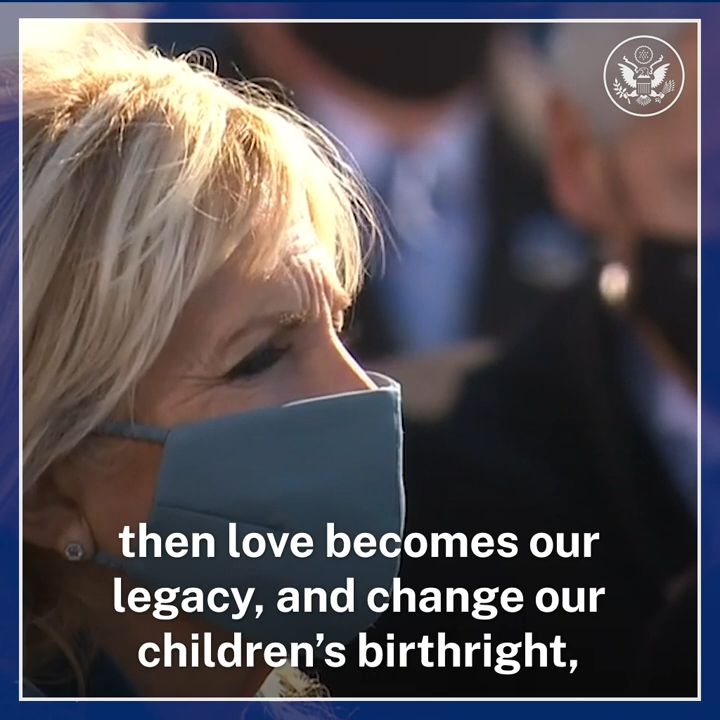 then love becomes our
legacy, and change our
children’s birthright,